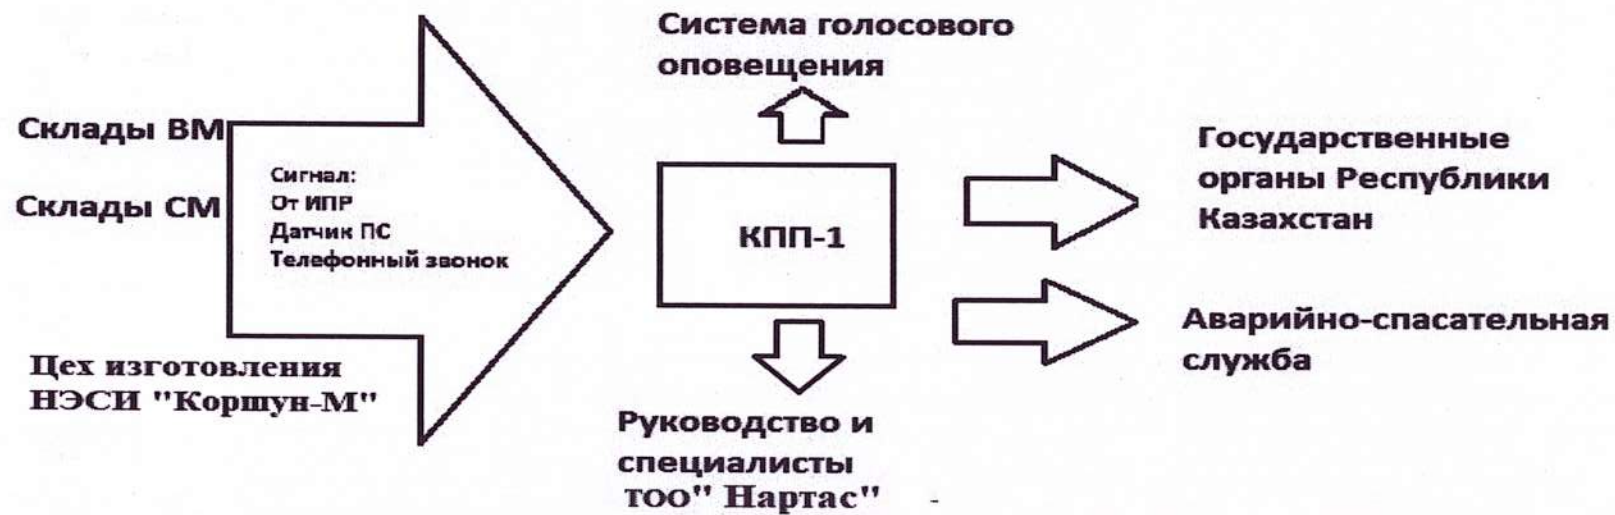 Система голосового
оповещения
Склады ВМ
Склады СМ
Сигнал:
От ИПР
Датчик ПС
Телефонный звонок
Цех изготовления
НЭСИ "Коршун-М"
КПП-1
Государственные
органы Республики
Казахстан
Аварийно-спасательная
служба
Руководство и
специалисты
ТОО" Нартас"